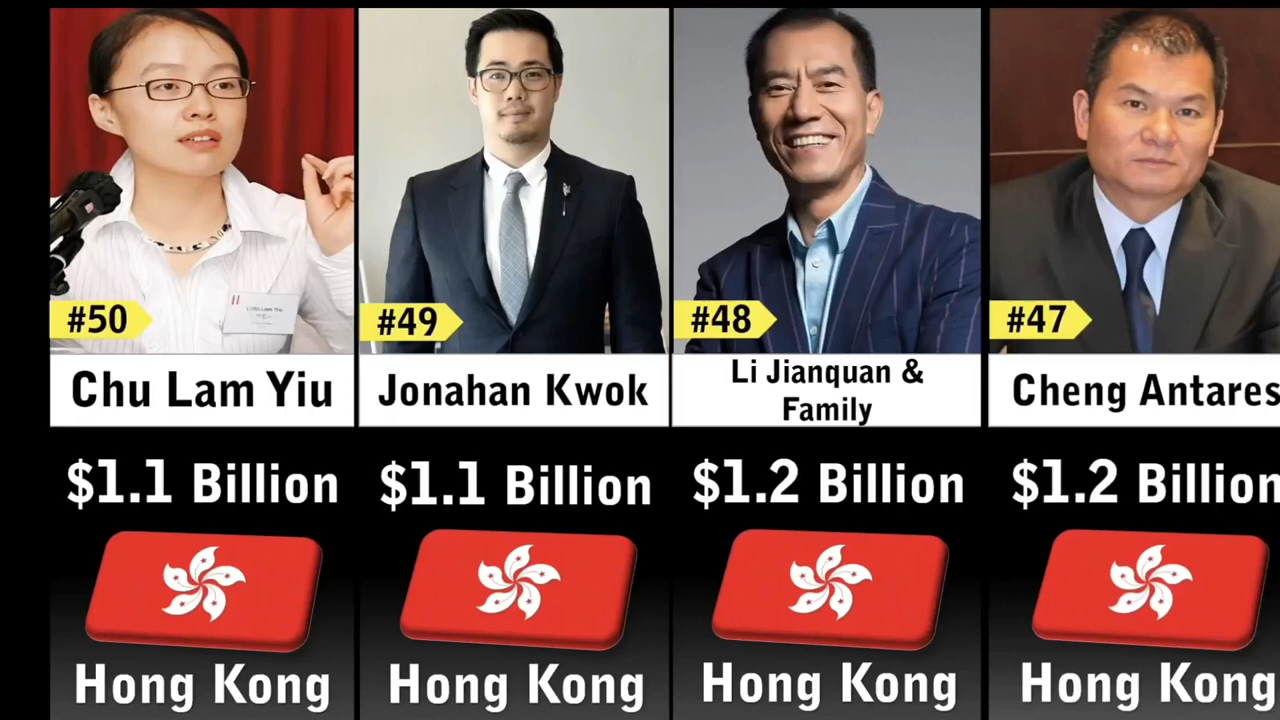 #50
Chu Lam Yiu
$1.1 Billion
Hong Kong
#49
Jonahan Kwok
$1.1 Billion
Hong Kong
#48
Li Jianquan &
Family
$1.2 Billion
Hong Kong
#47
Cheng Antares
$1.2 Billion
Hong Kong